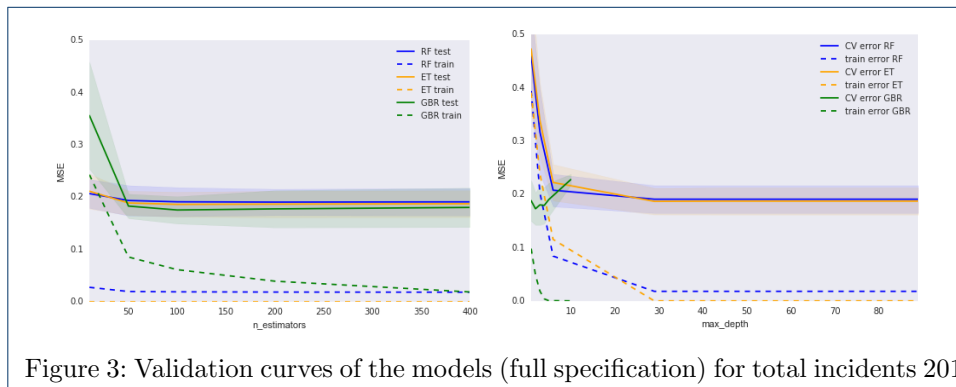 0.5
0.4
0.3
0.2
0.1
0.0
MSE
50
100
150
200
250
300
350
400
n_estimators
RF test
RF train
ET test
ET train
GBR test
GBR train
0.5
0.4
0.3
0.2
0.1
0.0
MSE
10
20
30
40
50
60
70
80
max_depth
CV error RF
train error RF
CV error ET
train error ET
CV error GBR
train error GBR
Figure 3: Validation curves of the models (full specification) for total incidents 201